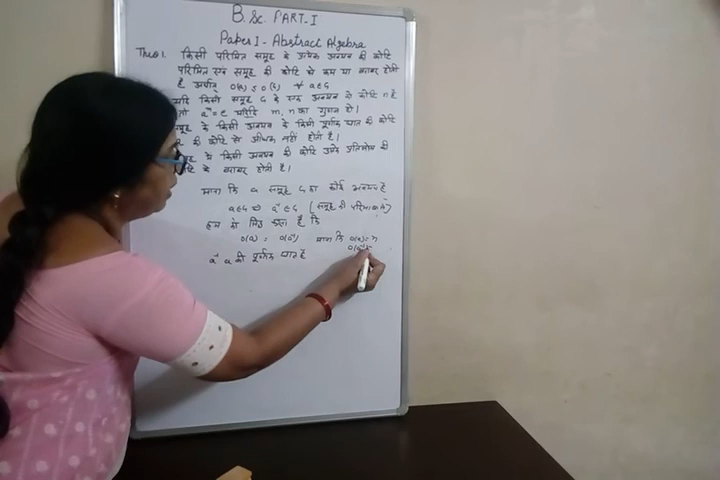 B.Sc. PART-I
Paper I - Abstract Algebra
Theo 1. किसी परिमित समूह के प्रत्येक अवयव की कोटि
परिमित एवं समूह की कोटि से कम या बराबर होती
है अर्थात् O(a) ≤ O(G) ∀ a∈G
यदि किसी समूह G के एक अवयव की कोटि n है
तो aᵐ = e यदि m, n का गुणज हो।
समूह के किसी अवयव के किसी पूर्णांक घात की कोटि
की कोटि से अधिक नहीं होती है।
के किसी अवयव की कोटि उसके प्रतिलोम की
कोटि के बराबर होती है।
माना कि a समूह G का कोई अवयव है
a∈G ⇒ a⁻¹∈G (समूह की परिभाषा से)
हम को सिद्ध करना है कि
O(a) = O(a⁻¹) माना कि O(a) = n
O(a⁻¹) =
a⁻¹ a की पूर्णांक घात है